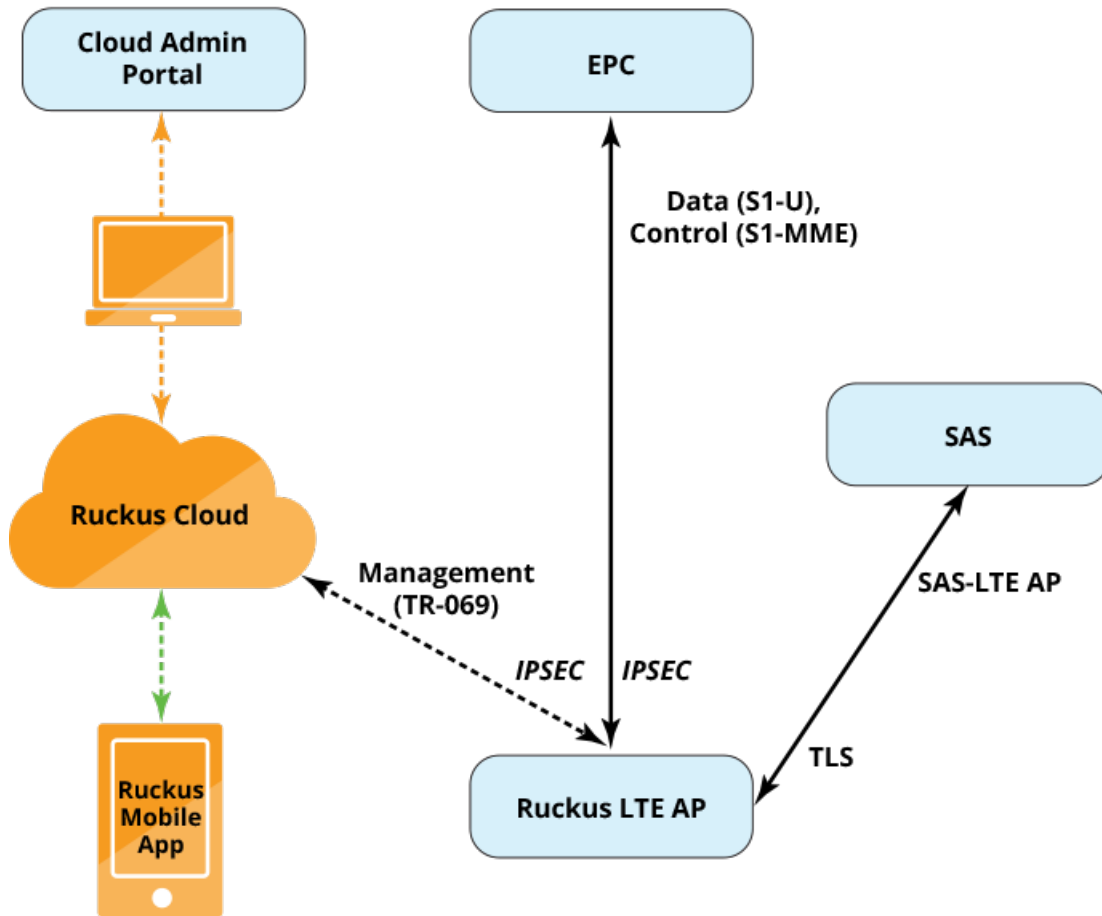 Cloud Admin
Portal
EPC
Data (S1-U),
Control (S1-MME)
SAS
Ruckus Cloud
Management
(TR-069)
SAS-LTE AP
IPSEC
IPSEC
TLS
Ruckus
Mobile
App
Ruckus LTE AP